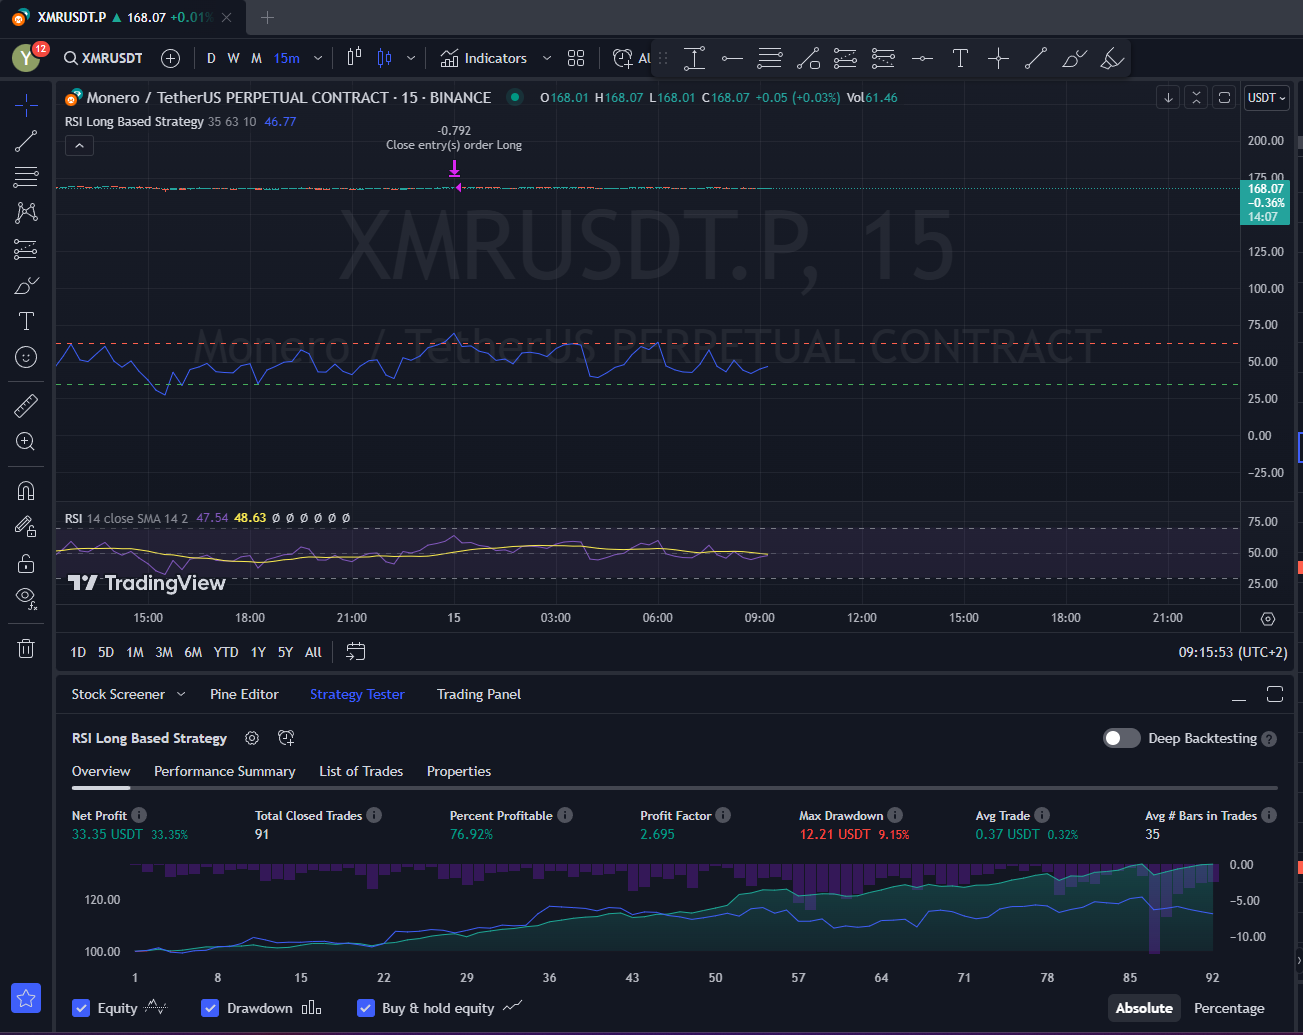 XMRUSDT.P ▲ 168.07 +0.01%
Y 12 XMRUSDT D W M 15m Indicators Al T
Monero / TetherUS PERPETUAL CONTRACT · 15 · BINANCE O168.01 H168.07 L168.01 C168.07 +0.05 (+0.03%) Vol61.46 USDT
RSI Long Based Strategy 35 63 10 46.77
-0.792
Close entry(s) order Long
200.00
175.00
168.07
−0.36%
14:07
XMRUSDT.P, 15
125.00
100.00
Monero / TetherUS PERPETUAL CONTRACT
75.00
50.00
25.00
0.00
−25.00
RSI 14 close SMA 14 2 47.54 48.63 Ø Ø Ø Ø Ø Ø
75.00
50.00
25.00
TradingView
15:00 18:00 21:00 15 03:00 06:00 09:00 12:00 15:00 18:00 21:00
1D 5D 1M 3M 6M YTD 1Y 5Y All 09:15:53 (UTC+2)
Stock Screener Pine Editor Strategy Tester Trading Panel
RSI Long Based Strategy Deep Backtesting ?
Overview Performance Summary List of Trades Properties
Net Profit Total Closed Trades Percent Profitable Profit Factor Max Drawdown Avg Trade Avg # Bars in Trades
33.35 USDT 33.35% 91 76.92% 2.695 12.21 USDT 9.15% 0.37 USDT 0.32% 35
0.00
120.00
−5.00
−10.00
100.00
1 8 15 22 29 36 43 50 57 64 71 78 85 92
Equity Drawdown Buy & hold equity Absolute Percentage